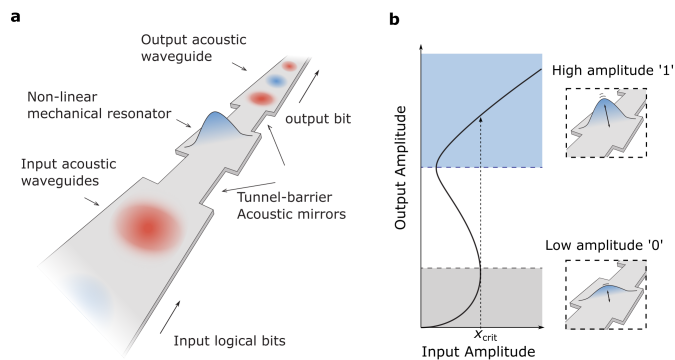 a
Output acoustic
waveguide
Non-linear
mechanical resonator
output bit
Input acoustic
waveguides
Tunnel-barrier
Acoustic mirrors
Input logical bits
b
High amplitude '1'
Output Amplitude
Low amplitude '0'
xcrit
Input Amplitude